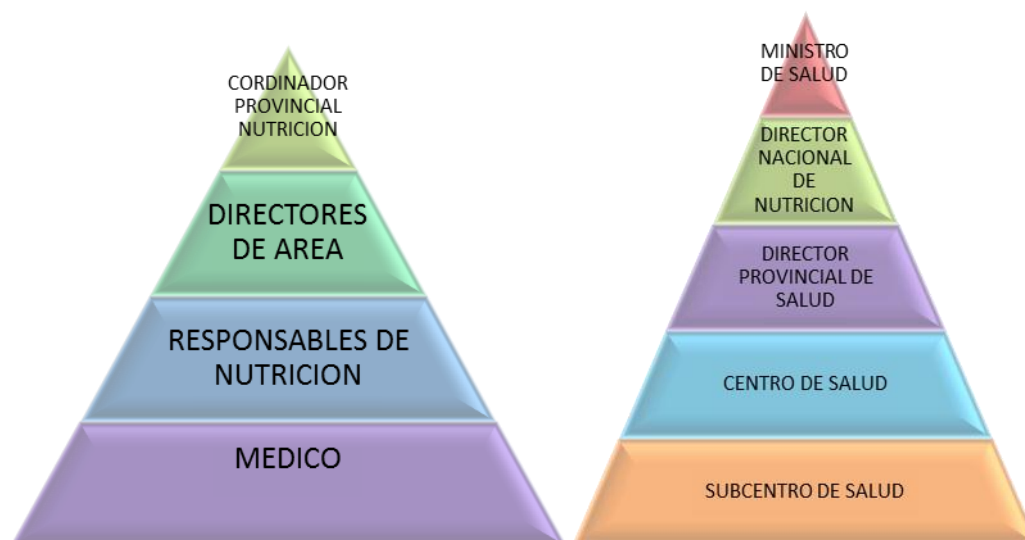 CORDINADOR
PROVINCIAL
NUTRICION
DIRECTORES
DE AREA
RESPONSABLES DE
NUTRICION
MEDICO
MINISTRO
DE SALUD
DIRECTOR
NACIONAL
DE
NUTRICION
DIRECTOR
PROVINCIAL DE
SALUD
CENTRO DE SALUD
SUBCENTRO DE SALUD